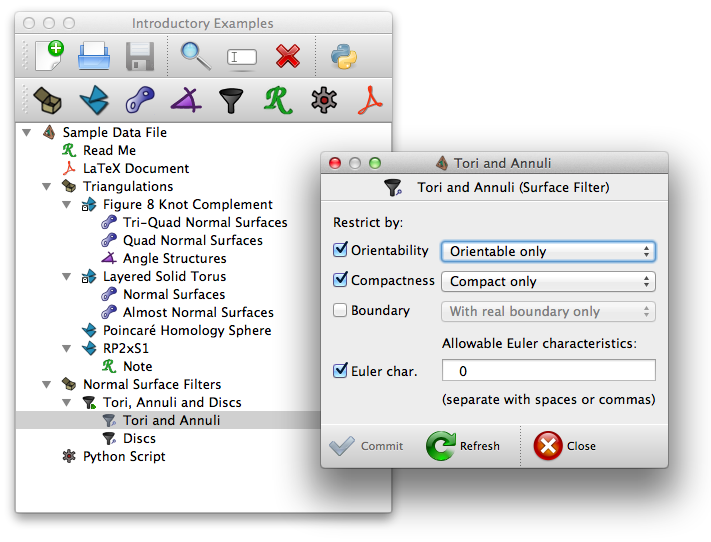 Introductory Examples
Sample Data File
Read Me
LaTeX Document
Triangulations
Figure 8 Knot Complement
Tri-Quad Normal Surfaces
Quad Normal Surfaces
Angle Structures
Layered Solid Torus
Normal Surfaces
Almost Normal Surfaces
Poincaré Homology Sphere
RP2xS1
Note
Normal Surface Filters
Tori, Annuli and Discs
Tori and Annuli
Discs
Python Script
Tori and Annuli
Tori and Annuli (Surface Filter)
Restrict by:
Orientability Orientable only
Compactness Compact only
Boundary With real boundary only
Allowable Euler characteristics:
Euler char. 0
(separate with spaces or commas)
Commit Refresh Close